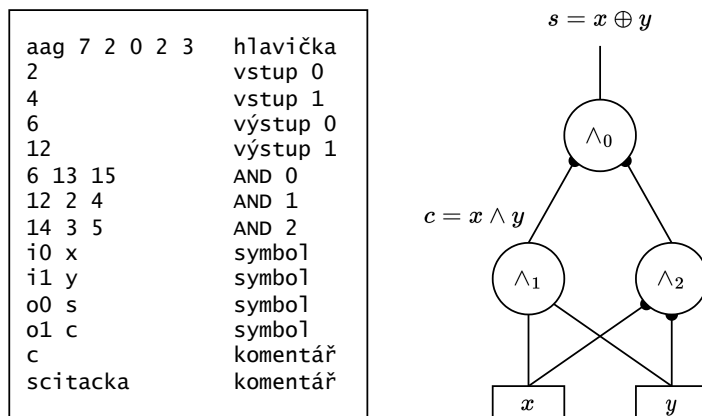 aag 7 2 0 2 3 hlavička
2 vstup 0
4 vstup 1
6 výstup 0
12 výstup 1
6 13 15 AND 0
12 2 4 AND 1
14 3 5 AND 2
i0 x symbol
i1 y symbol
o0 s symbol
o1 c symbol
c komentář
scitacka komentář
s = x ⊕ y
∧₀
c = x ∧ y
∧₁ ∧₂
x y